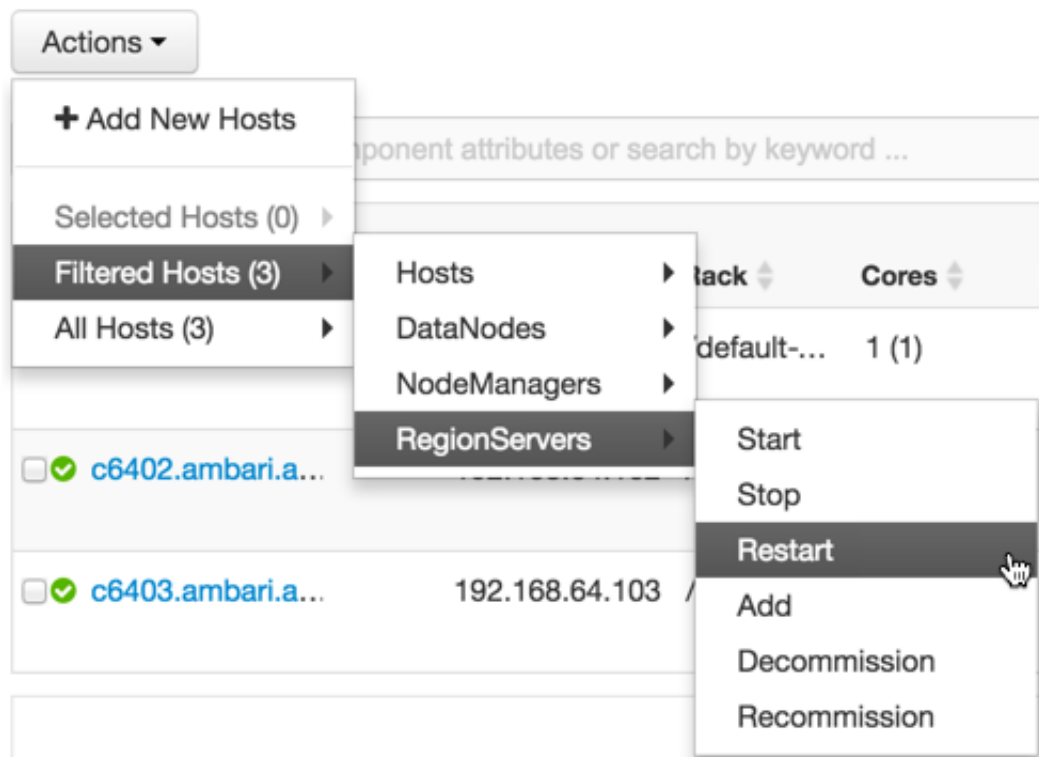 Actions
+ Add New Hosts
mponent attributes or search by keyword ...
Selected Hosts (0)
Filtered Hosts (3)
Hosts
Rack
Cores
All Hosts (3)
DataNodes
default-...
1 (1)
NodeManagers
RegionServers
Start
c6402.ambari.a...
Stop
Restart
c6403.ambari.a...
192.168.64.103
/
Add
Decommission
Recommission